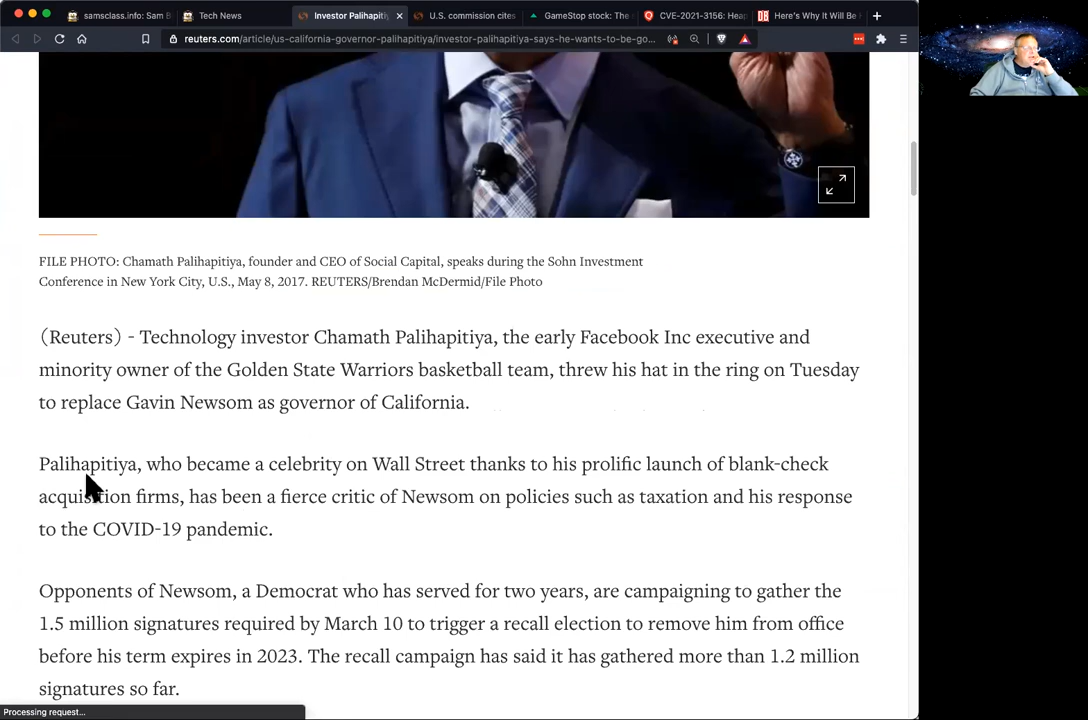 samsclass.info: Sam B
Tech News
Investor Palihapiti
U.S. commission cites
GameStop stock: The
CVE-2021-3156: Heap
Here's Why It Will Be
reuters.com/article/us-california-governor-palihapitiya/investor-palihapitiya-says-he-wants-to-be-go...
FILE PHOTO: Chamath Palihapitiya, founder and CEO of Social Capital, speaks during the Sohn Investment
Conference in New York City, U.S., May 8, 2017. REUTERS/Brendan McDermid/File Photo
(Reuters) - Technology investor Chamath Palihapitiya, the early Facebook Inc executive and
minority owner of the Golden State Warriors basketball team, threw his hat in the ring on Tuesday
to replace Gavin Newsom as governor of California.
Palihapitiya, who became a celebrity on Wall Street thanks to his prolific launch of blank-check
acquisition firms, has been a fierce critic of Newsom on policies such as taxation and his response
to the COVID-19 pandemic.
Opponents of Newsom, a Democrat who has served for two years, are campaigning to gather the
1.5 million signatures required by March 10 to trigger a recall election to remove him from office
before his term expires in 2023. The recall campaign has said it has gathered more than 1.2 million
signatures so far.
Processing request...